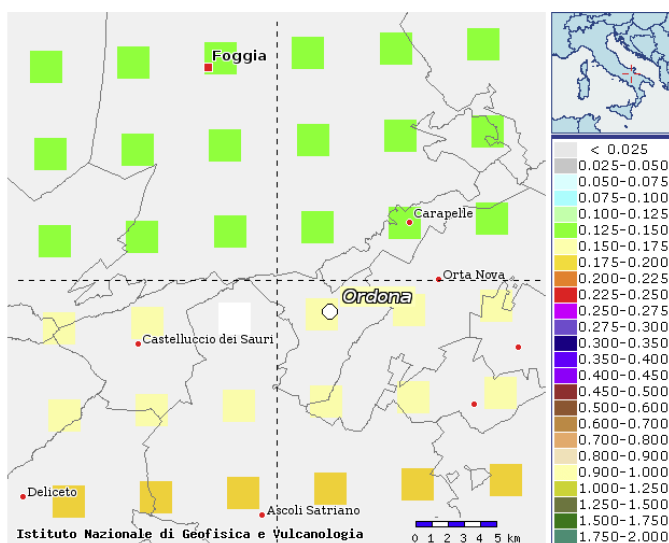 Foggia
Carapelle
Orta Nova
Ordona
Castelluccio dei Sauri
Deliceto
Ascoli Satriano
Istituto Nazionale di Geofisica e Vulcanologia
0 1 2 3 4 5 km
< 0.025
0.025-0.050
0.050-0.075
0.075-0.100
0.100-0.125
0.125-0.150
0.150-0.175
0.175-0.200
0.200-0.225
0.225-0.250
0.250-0.275
0.275-0.300
0.300-0.350
0.350-0.400
0.400-0.450
0.450-0.500
0.500-0.600
0.600-0.700
0.700-0.800
0.800-0.900
0.900-1.000
1.000-1.250
1.250-1.500
1.500-1.750
1.750-2.000